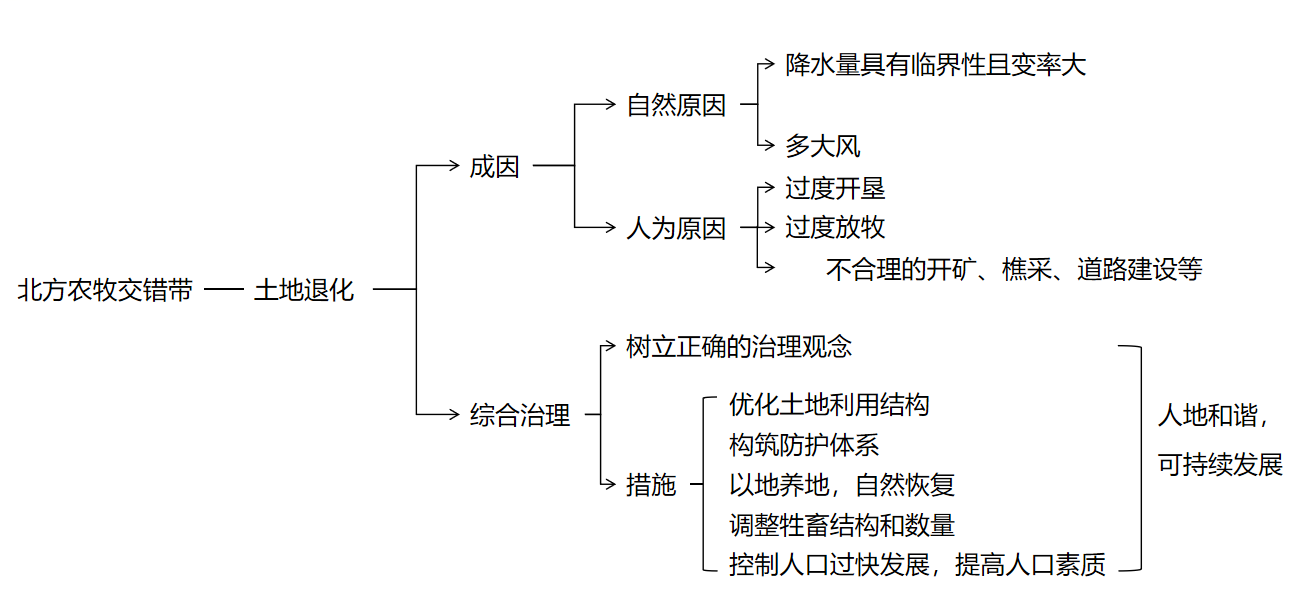 降水量具有临界性且变率大
自然原因
多大风
成因
过度开垦
人为原因
过度放牧
不合理的开矿、樵采、道路建设等
北方农牧交错带
土地退化
树立正确的治理观念
综合治理
优化土地利用结构
构筑防护体系
措施
以地养地，自然恢复
调整牲畜结构和数量
控制人口过快发展，提高人口素质
人地和谐，
可持续发展